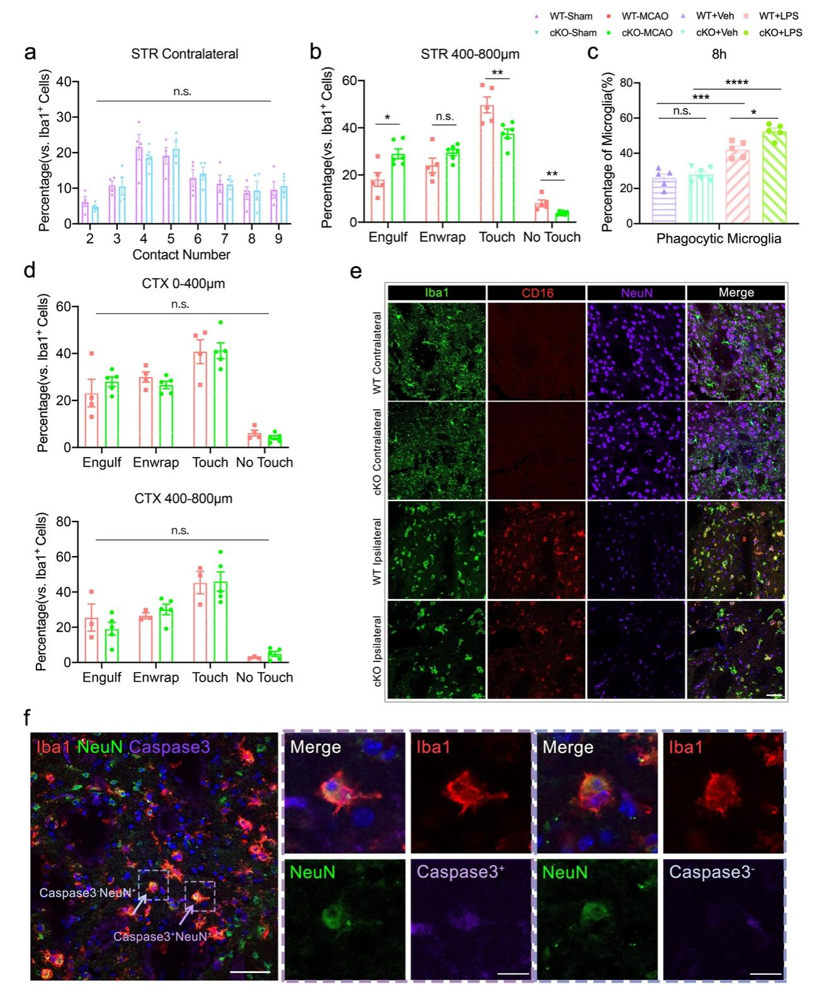 WT-Sham WT-MCAO WT+Veh WT+LPS
cKO-Sham cKO-MCAO cKO+Veh cKO+LPS
a
STR Contralateral
Percentage(vs. Iba1⁺ Cells)
40
30
20
10
0
n.s.
2 3 4 5 6 7 8 9
Contact Number
b
STR 400-800μm
Percentage(vs. Iba1⁺ Cells)
60
40
20
0
*
n.s.
**
**
Engulf Enwrap Touch No Touch
c
8h
Percentage of Microglia(%)
80
60
40
20
0
****
***
n.s.
*
Phagocytic Microglia
d
CTX 0-400μm
Percentage(vs. Iba1⁺ Cells)
60
40
20
0
n.s.
Engulf Enwrap Touch No Touch
CTX 400-800μm
Percentage(vs. Iba1⁺ Cells)
80
60
40
20
0
n.s.
Engulf Enwrap Touch No Touch
e
Iba1 CD16 NeuN Merge
WT Contralateral
cKO Contralateral
WT Ipsilateral
cKO Ipsilateral
f
Iba1 NeuN Caspase3
Caspase3⁻NeuN⁺
Caspase3⁺NeuN⁺
Merge Iba1 Merge Iba1
NeuN Caspase3⁺ NeuN Caspase3⁻